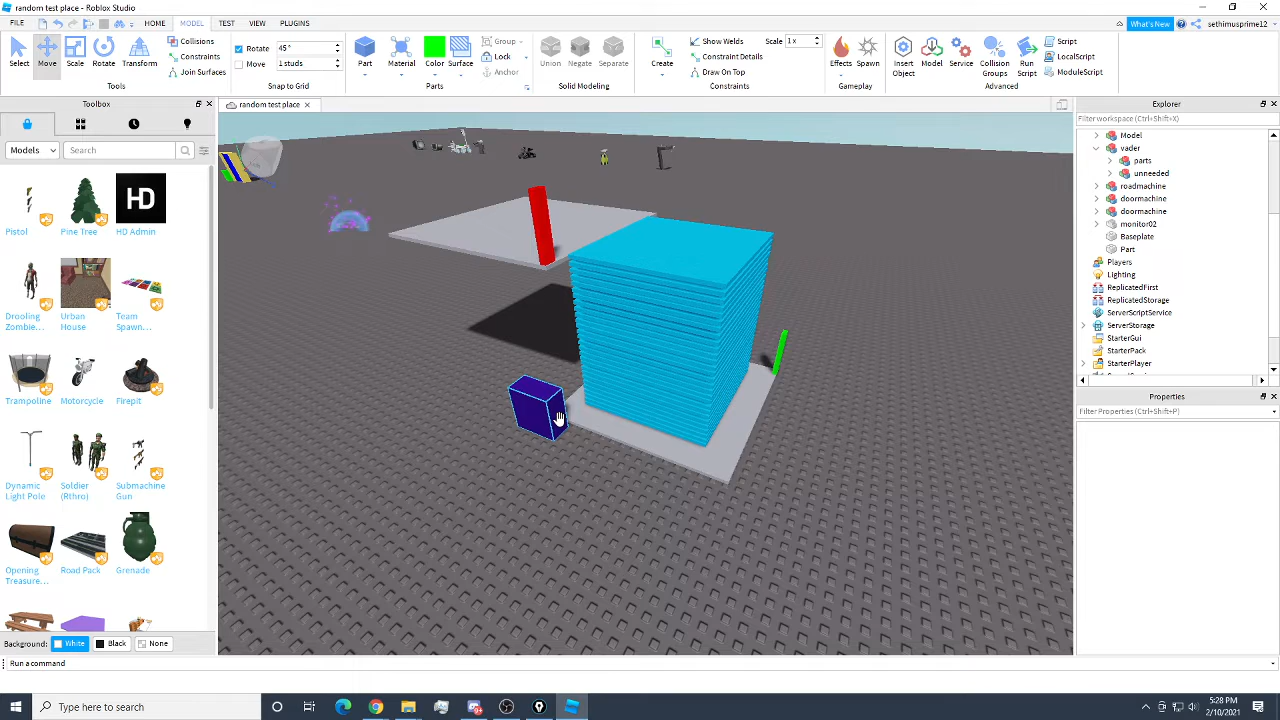 random test place - Roblox Studio
FILE HOME MODEL TEST VIEW PLUGINS What's New sethimusprime12
Select Move Scale Rotate Transform
Collisions
Constraints
Join Surfaces
Tools
Rotate 45°
Move 1 studs
Snap to Grid
Part Material Color Surface
Group
Lock
Anchor
Parts
Union Negate Separate
Solid Modeling
Create
Show Welds Scale 1 x
Constraint Details
Draw On Top
Constraints
Effects Spawn
Gameplay
Insert Object Model Service Collision Groups Run Script
Script
LocalScript
ModuleScript
Advanced
Toolbox
Models Search
Pistol Pine Tree HD Admin
HD
Drooling Zombie... Urban House Team Spawn...
Trampoline Motorcycle Firepit
Dynamic Light Pole Soldier (Rthro) Submachine Gun
Opening Treasure... Road Pack Grenade
Background: White Black None
Run a command
random test place
Explorer
Filter workspace (Ctrl+Shift+X)
Model
vader
parts
unneeded
roadmachine
doormachine
doormachine
monitor02
Baseplate
Part
Players
Lighting
ReplicatedFirst
ReplicatedStorage
ServerScriptService
ServerStorage
StarterGui
StarterPack
StarterPlayer
Properties
Filter Properties (Ctrl+Shift+P)
Type here to search
5:28 PM
2/10/2021